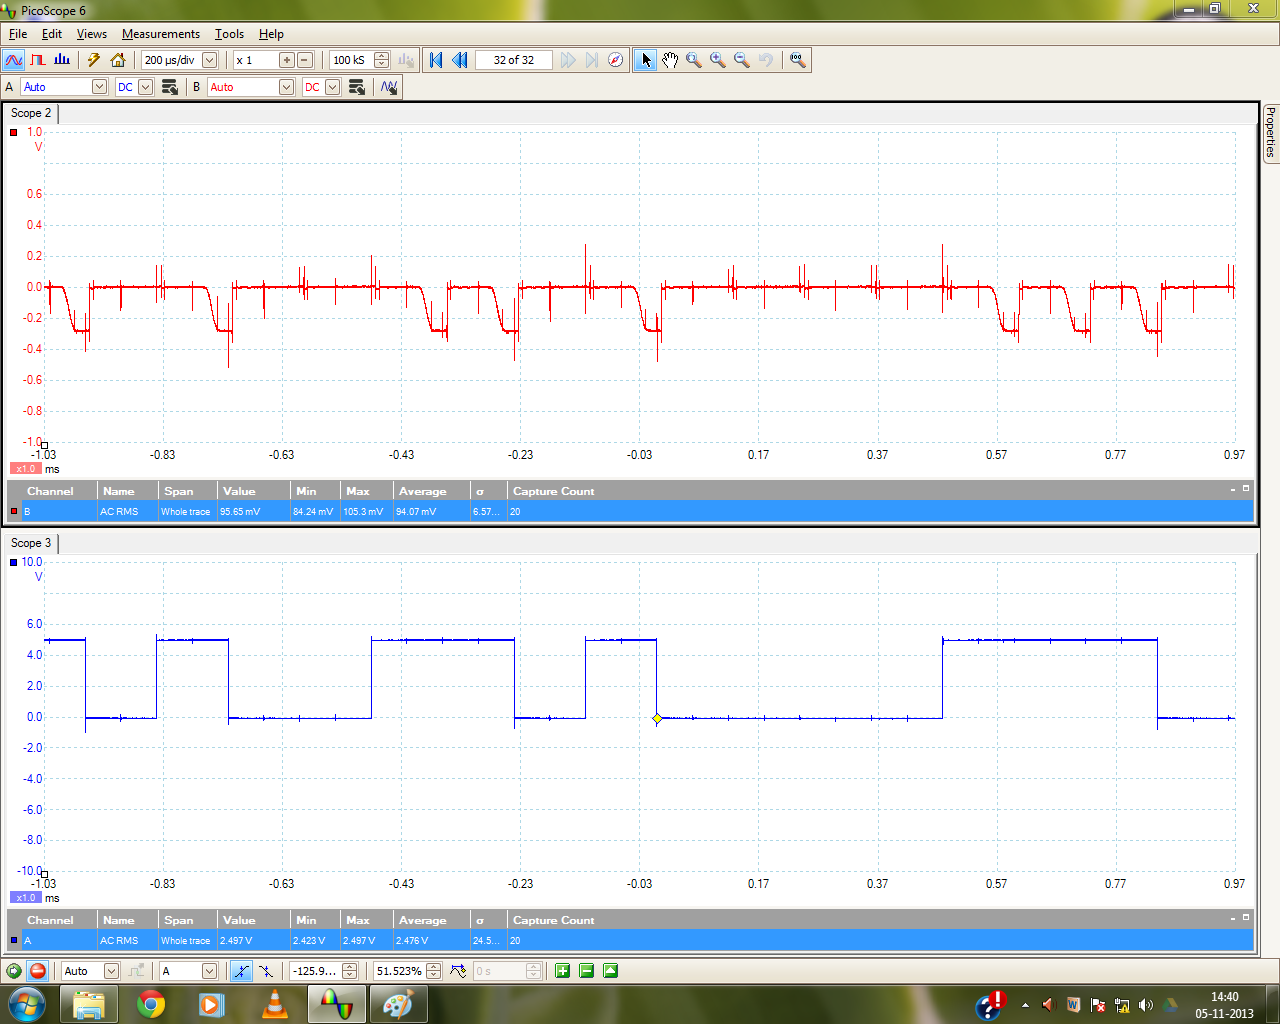 PicoScope 6
File Edit Views Measurements Tools Help
200 µs/div x 1 100 kS 32 of 32
A Auto DC B Auto DC
Scope 2
Properties
1.0
V
0.6
0.4
0.2
0.0
-0.2
-0.4
-0.6
-0.8
-1.0
-1.03 -0.83 -0.63 -0.43 -0.23 -0.03 0.17 0.37 0.57 0.77 0.97
x1.0 ms
Channel Name Span Value Min Max Average σ Capture Count
B AC RMS Whole trace 95.65 mV 84.24 mV 105.3 mV 94.07 mV 6.57... 20
Scope 3
10.0
V
6.0
4.0
2.0
0.0
-2.0
-4.0
-6.0
-8.0
-10.0
-1.03 -0.83 -0.63 -0.43 -0.23 -0.03 0.17 0.37 0.57 0.77 0.97
x1.0 ms
Channel Name Span Value Min Max Average σ Capture Count
A AC RMS Whole trace 2.497 V 2.423 V 2.497 V 2.476 V 24.5... 20
Auto A -125.9... 51.523% 0 s
14:40
05-11-2013